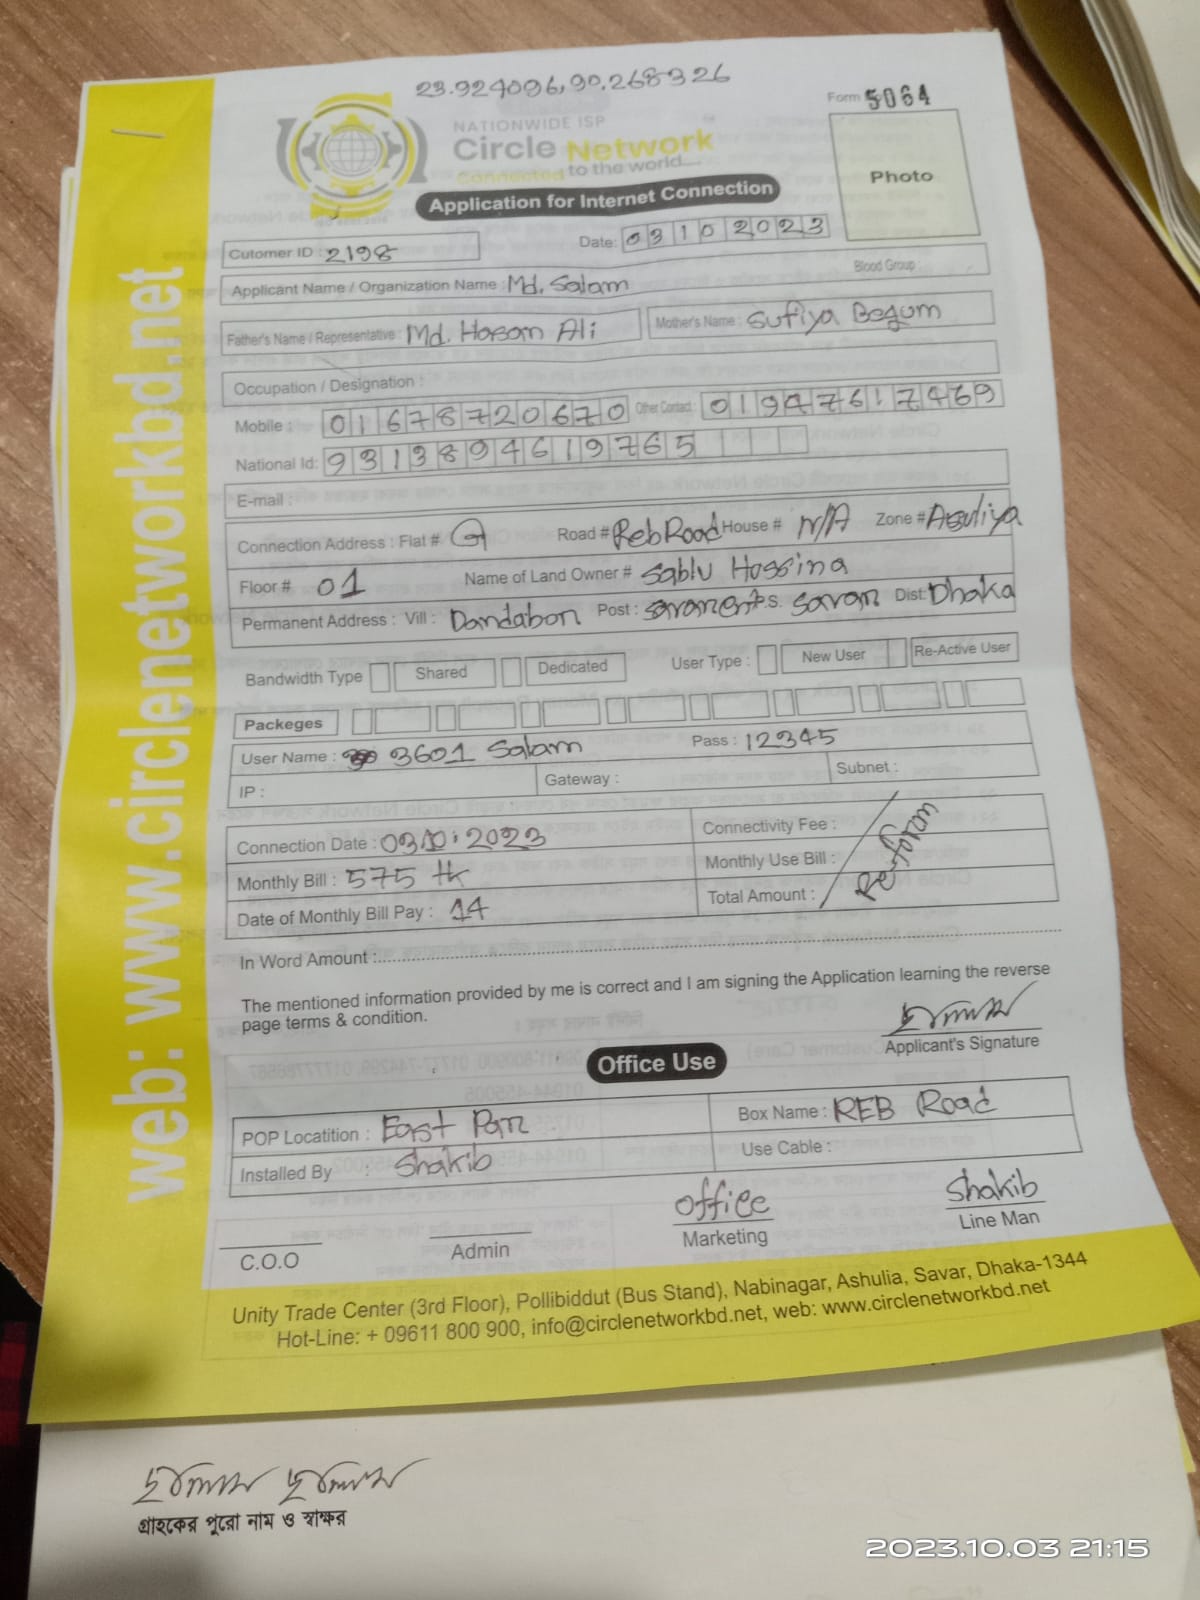 23.924096,90.268326
Form 5064
NATIONWIDE ISP
Circle Network
Connected to the world....
Photo
Application for Internet Connection
Cutomer ID : 2198
Date: 03102023
Blood Group :
Applicant Name / Organization Name : Md. Salam
Father's Name / Representative : Md. Hasan Ali Mother's Name : Sufiya Begum
Occupation / Designation :
Mobile : 01678720670 Other Contact : 01947617469
National Id: 9313894619765
E-mail :
Connection Address : Flat # G Road # Reb Road House # N/A Zone # Asuliya
Floor # 01 Name of Land Owner # Sablu Hossina
Permanent Address : Vill : Dandabon Post : P.S. Savan Dist: Dhaka
Bandwidth Type Shared Dedicated User Type : New User Re-Active User
Packeges
User Name : 3601 Salam Pass : 12345
IP : Gateway : Subnet :
Connection Date : 03/10:2023 Connectivity Fee :
Monthly Bill : 575 tk Monthly Use Bill :
Date of Monthly Bill Pay : 14 Total Amount :
Re-form
In Word Amount :
The mentioned information provided by me is correct and I am signing the Application learning the reverse
page terms & condition.
Applicant's Signature
Office Use
POP Locatition : East Pan Box Name : REB Road
Installed By : Shakib Use Cable :
C.O.O
Admin
Office
Marketing
Shakib
Line Man
Unity Trade Center (3rd Floor), Pollibiddut (Bus Stand), Nabinagar, Ashulia, Savar, Dhaka-1344
Hot-Line: + 09611 800 900, info@circlenetworkbd.net, web: www.circlenetworkbd.net
web: www.circlenetworkbd.net
গ্রাহকের পুরো নাম ও স্বাক্ষর
2023.10.03 21:15